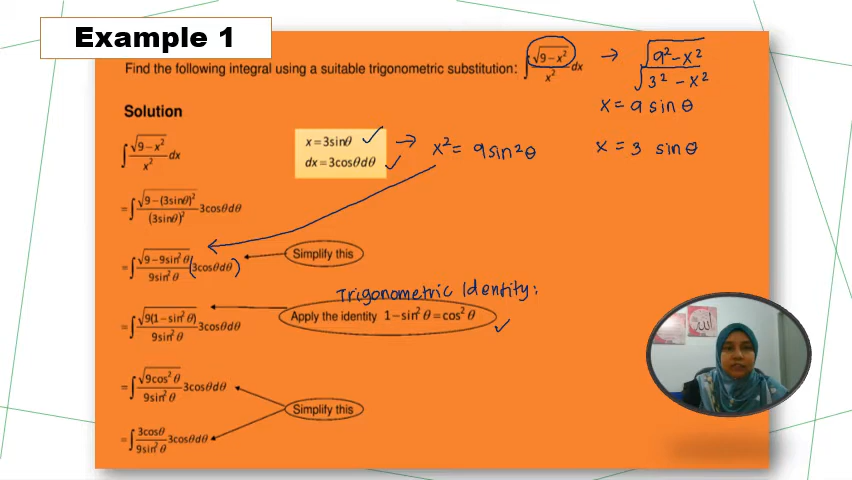 Example 1
Find the following integral using a suitable trigonometric substitution: ∫ √(9−x²)/x² dx → √(a²−x²)
√(3²−x²)
x = a sin θ
Solution
∫ √(9−x²)/x² dx
x = 3sinθ → x² = 9sin²θ
x = 3 sin θ
dx = 3cosθdθ
= ∫ √(9−(3sinθ)²)/(3sinθ)² 3cosθdθ
= ∫ √(9−9sin²θ)/9sin²θ (3cosθdθ)
Simplify this
Trigonometric Identity:
= ∫ √(9(1−sin²θ))/9sin²θ 3cosθdθ
Apply the identity 1−sin²θ = cos²θ
= ∫ √(9cos²θ)/9sin²θ 3cosθdθ
Simplify this
= ∫ 3cosθ/9sin²θ 3cosθdθ